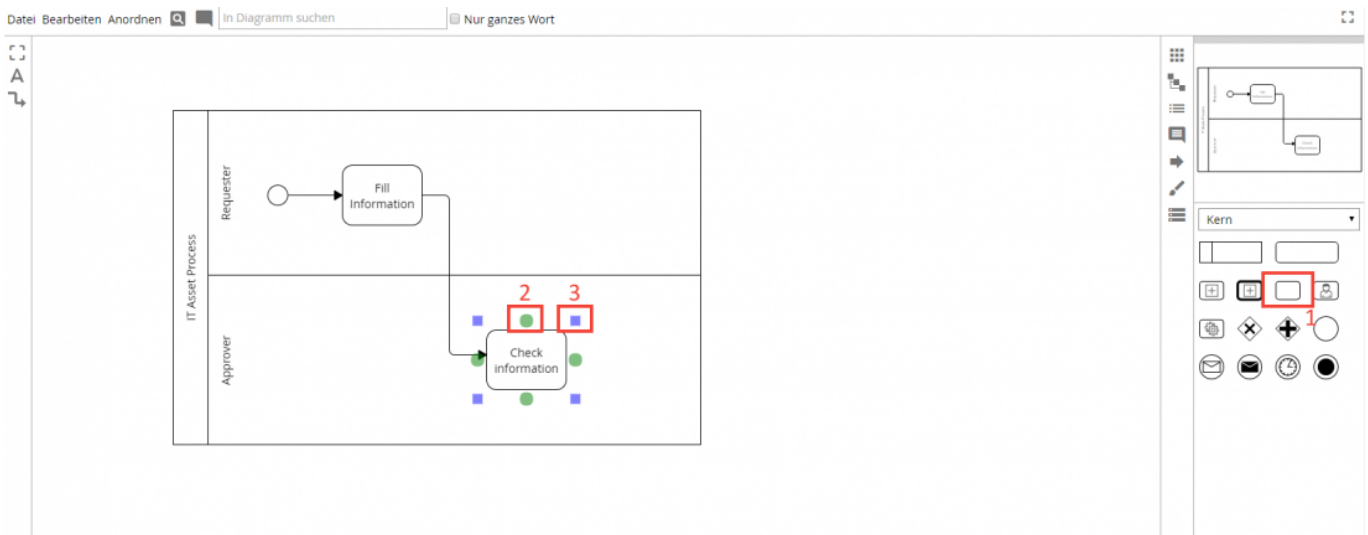 Datei Bearbeiten Anordnen In Diagramm suchen Nur ganzes Wort
A
Kern
1
IT Asset Process
Requester
Fill
Information
Approver
2 3
Check
information